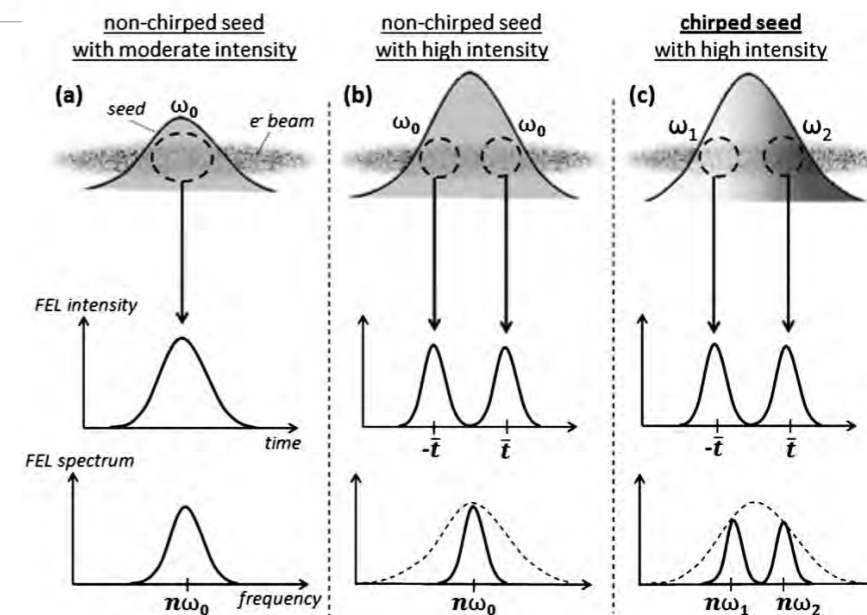 non-chirped seed
with moderate intensity
non-chirped seed
with high intensity
chirped seed
with high intensity
(a)
seed
ω₀
e⁻ beam
(b)
ω₀
ω₀
(c)
ω₁
ω₂
FEL intensity
time
-t̄
t̄
-t̄
t̄
FEL spectrum
nω₀
frequency
nω₀
nω₁
nω₂